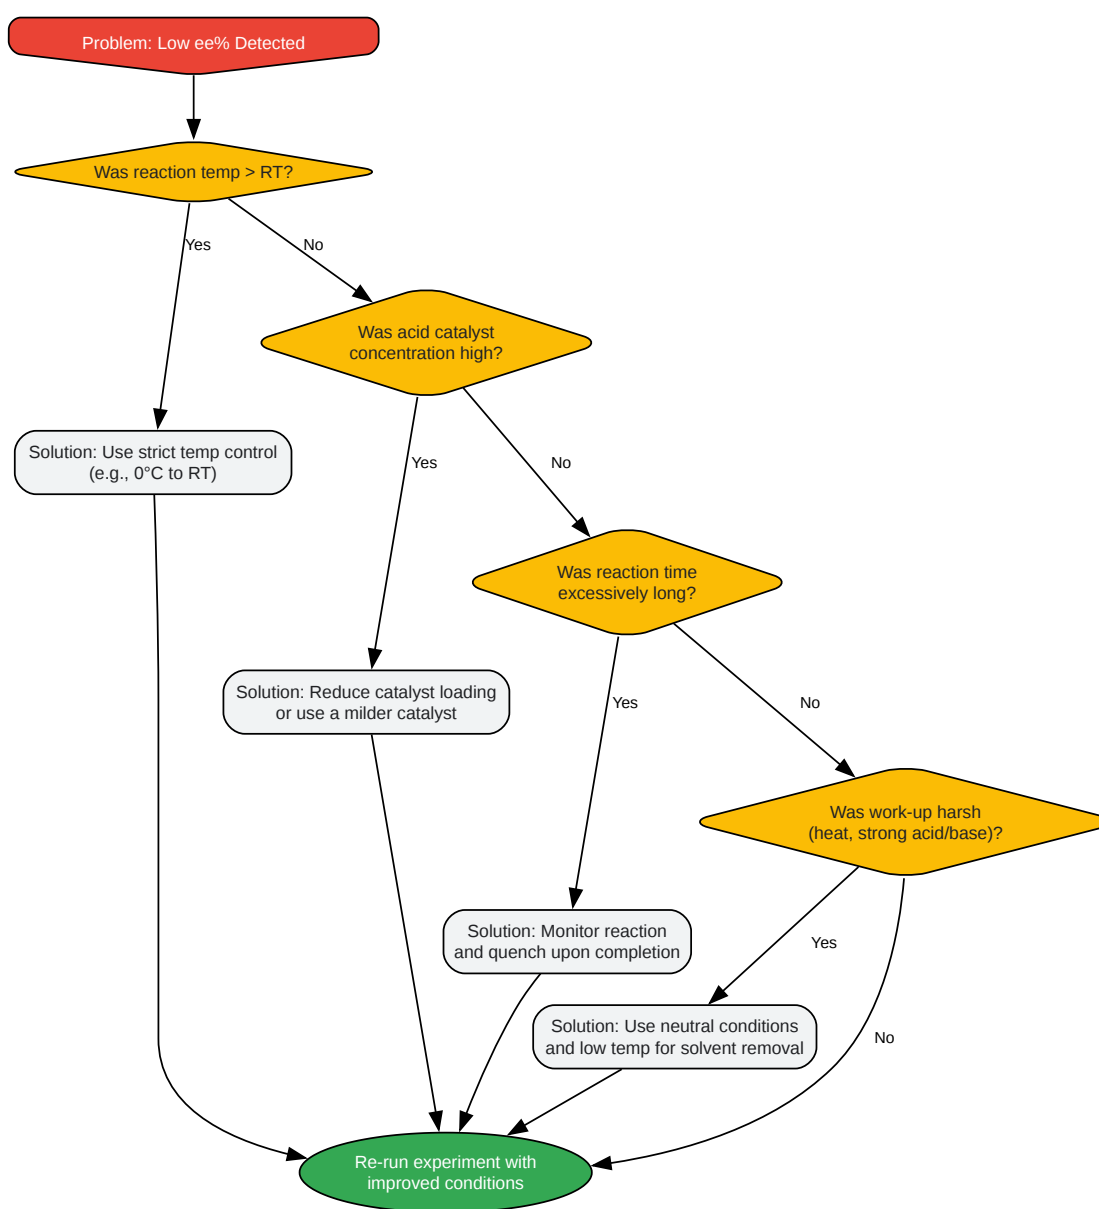 Problem: Low ee% Detected
Was reaction temp > RT?
Yes
No
Was acid catalyst
concentration high?
Solution: Use strict temp control
(e.g., 0°C to RT)
Yes
No
Was reaction time
excessively long?
Solution: Reduce catalyst loading
or use a milder catalyst
Yes
No
Was work-up harsh
(heat, strong acid/base)?
Solution: Monitor reaction
and quench upon completion
Yes
Solution: Use neutral conditions
and low temp for solvent removal
No
Re-run experiment with
improved conditions